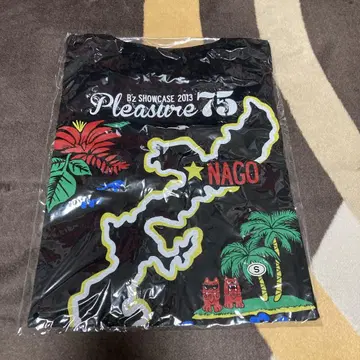 B'z SHOWCASE 2013
Pleasure 75
NAGO
S